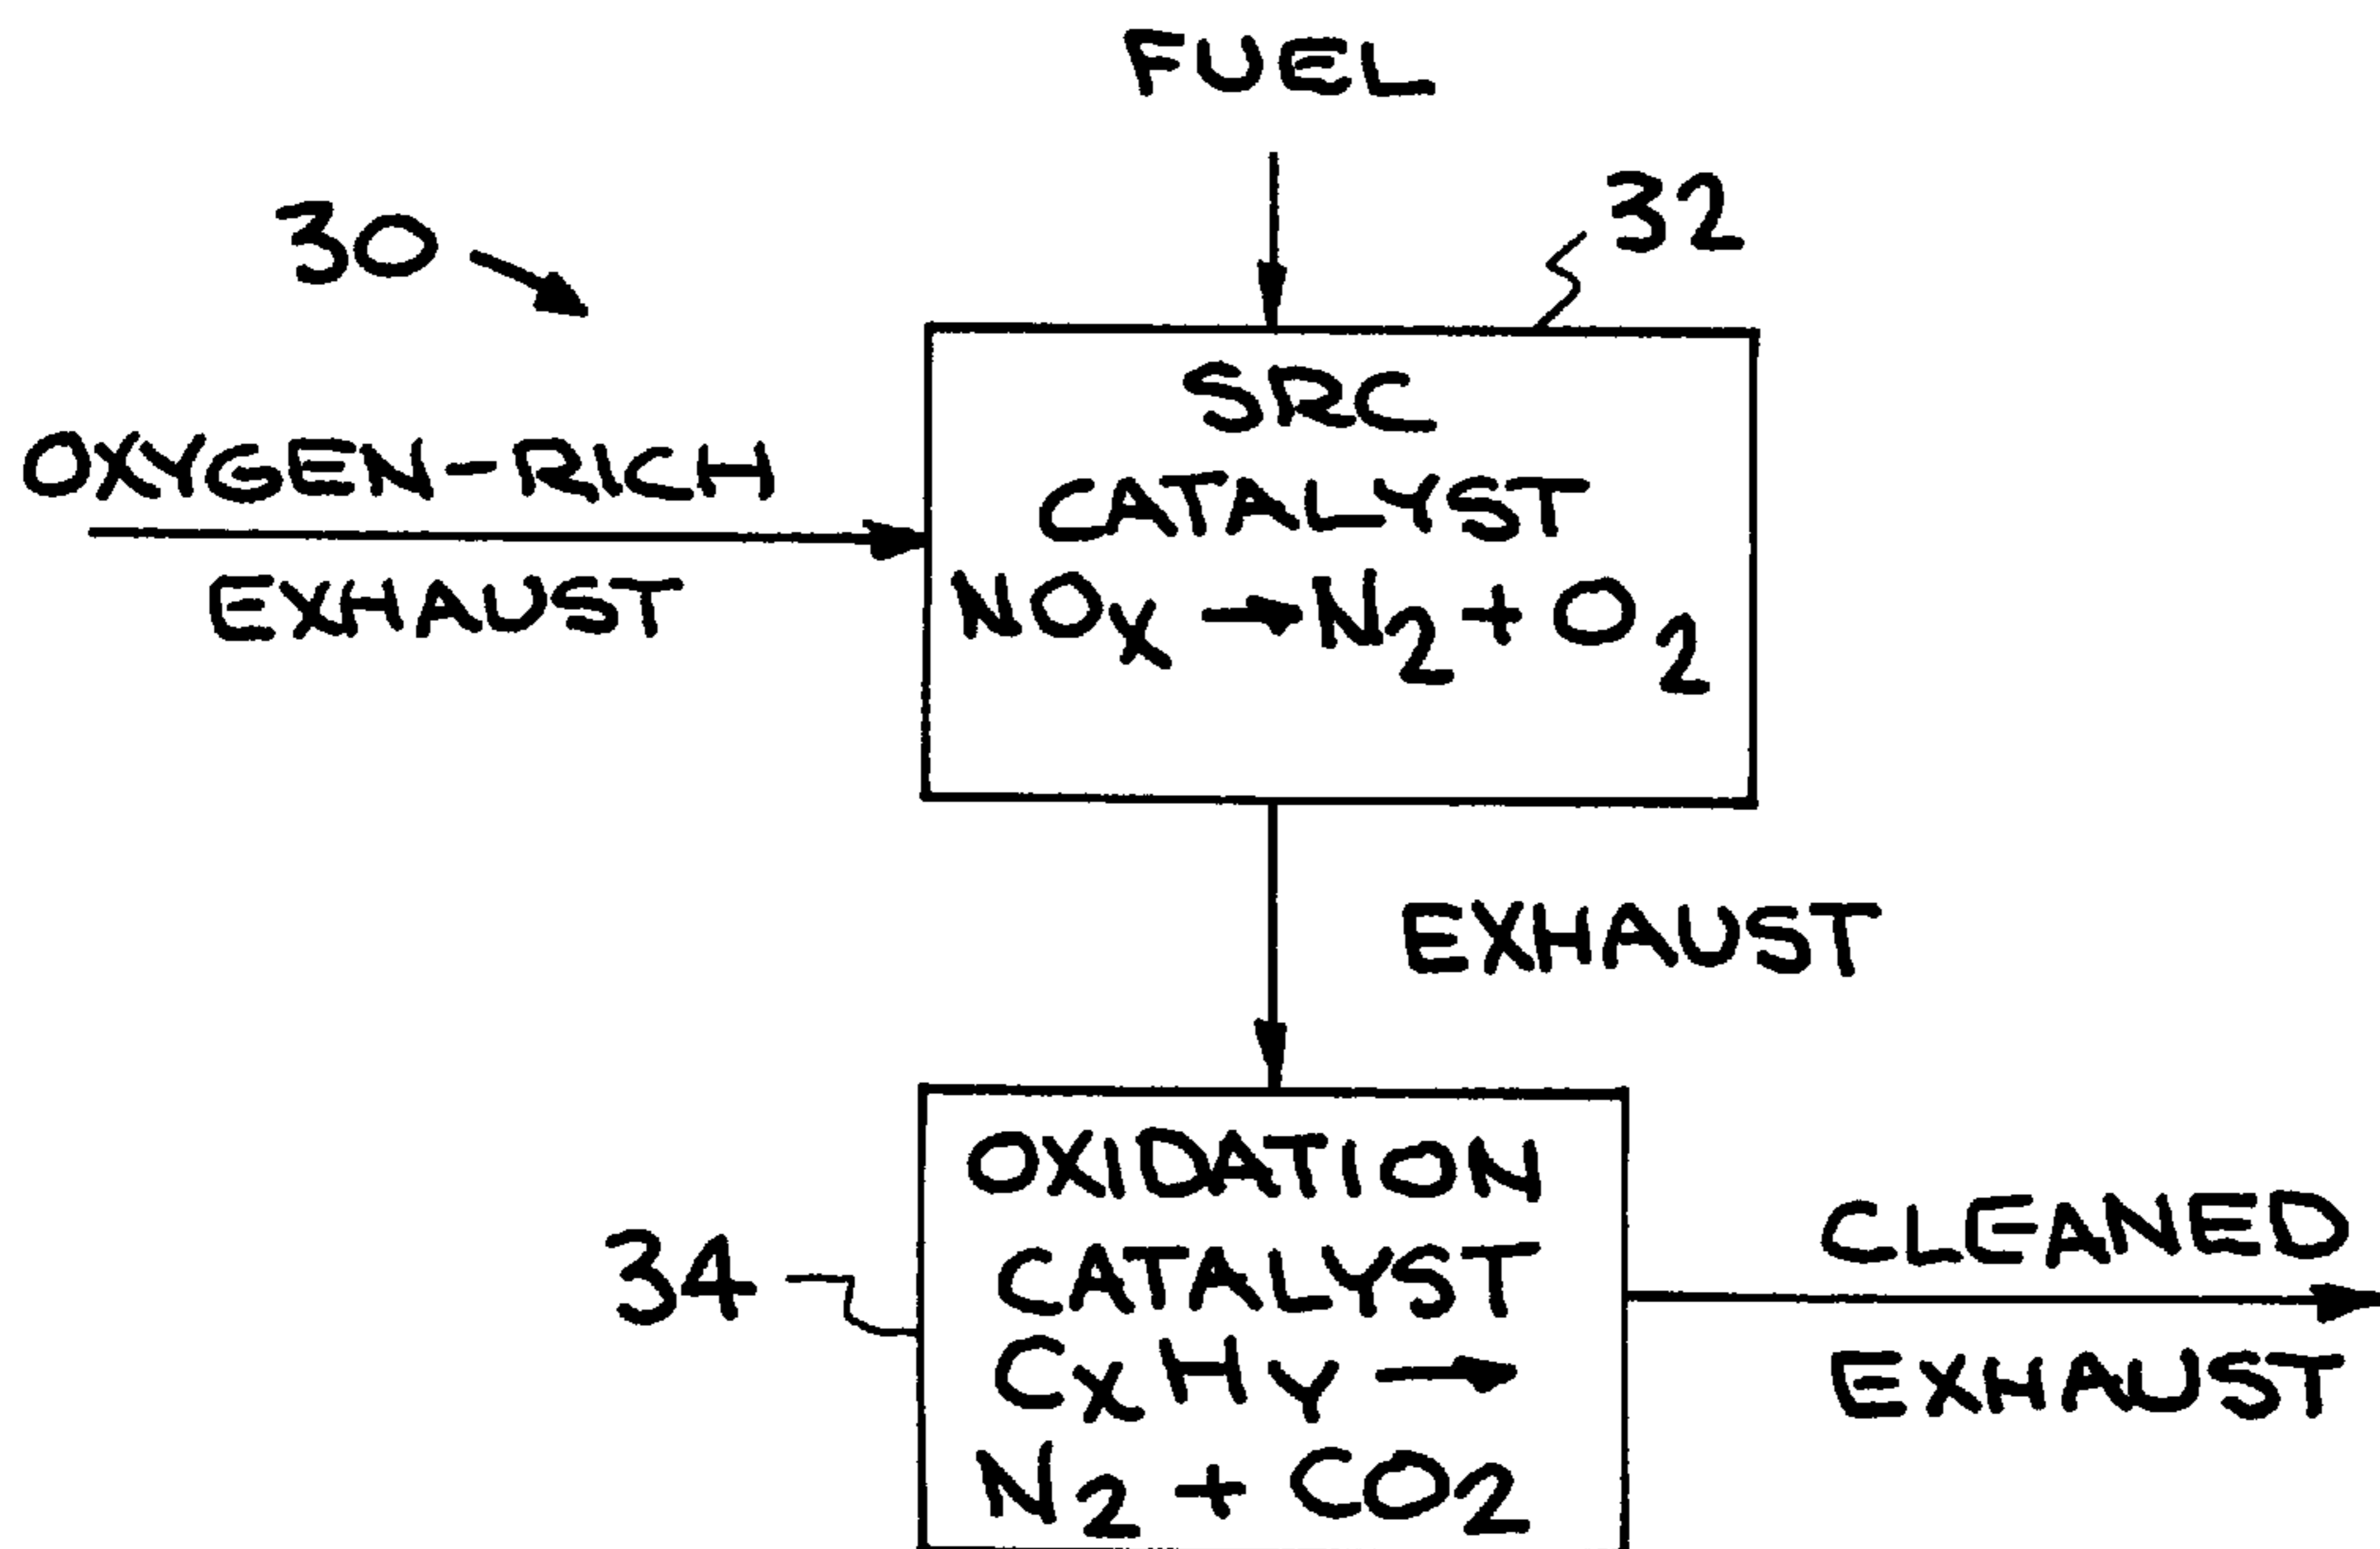 FUEL
30
32
SRC
CATALYST
NOX → N2 + O2
OXYGEN-RICH
EXHAUST
EXHAUST
OXIDATION
CATALYST
CXHY →
N2 + CO2
34
CLEANED
EXHAUST